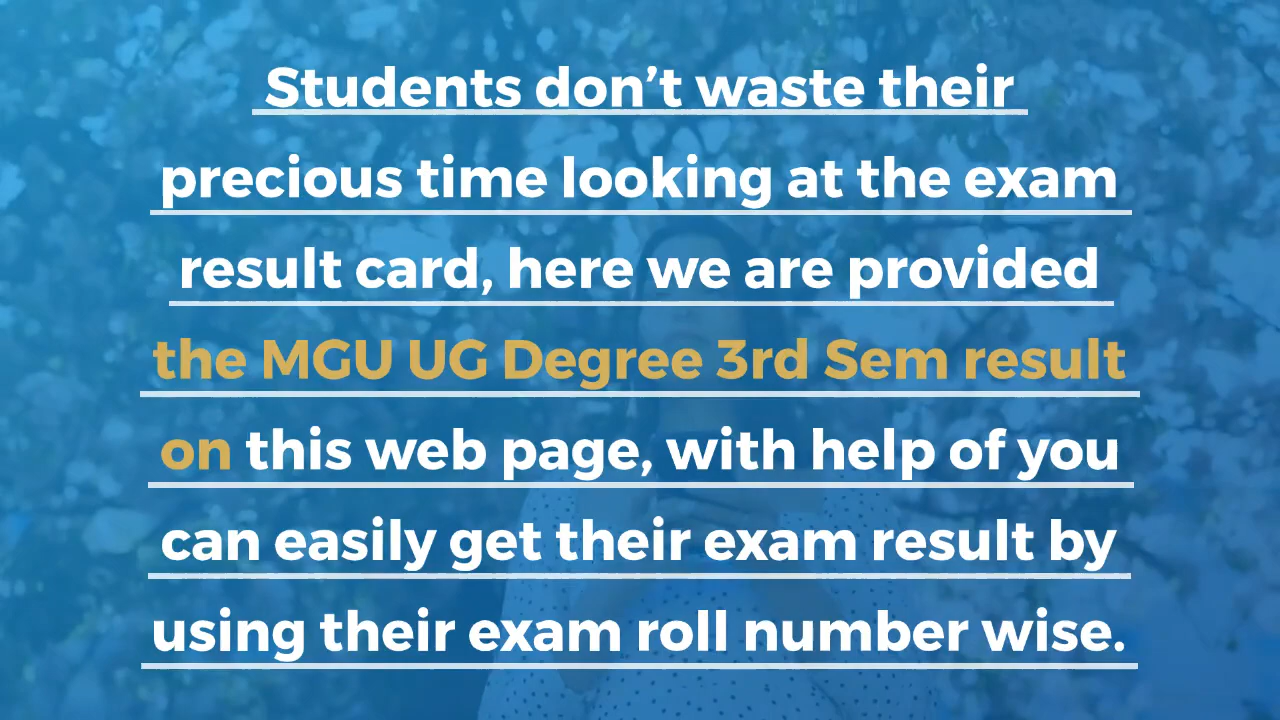 Students don’t waste their
precious time looking at the exam
result card, here we are provided
the MGU UG Degree 3rd Sem result
on this web page, with help of you
can easily get their exam result by
using their exam roll number wise.